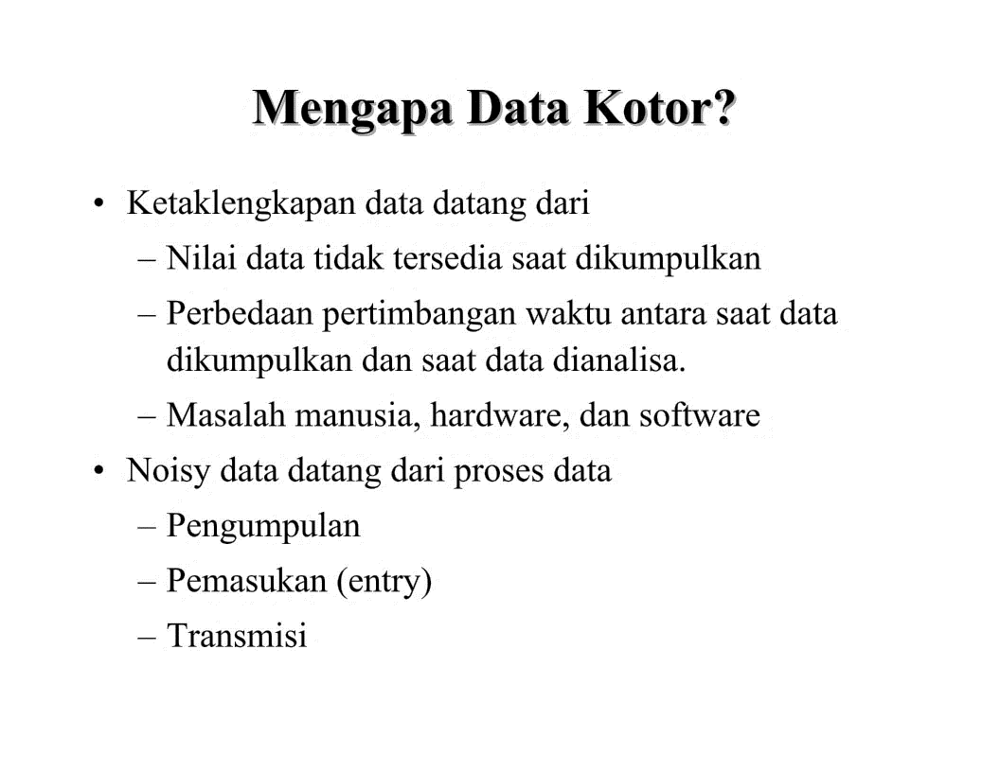 Mengapa Data Kotor?
• Ketaklengkapan data datang dari
– Nilai data tidak tersedia saat dikumpulkan
– Perbedaan pertimbangan waktu antara saat data
dikumpulkan dan saat data dianalisa.
– Masalah manusia, hardware, dan software
• Noisy data datang dari proses data
– Pengumpulan
– Pemasukan (entry)
– Transmisi